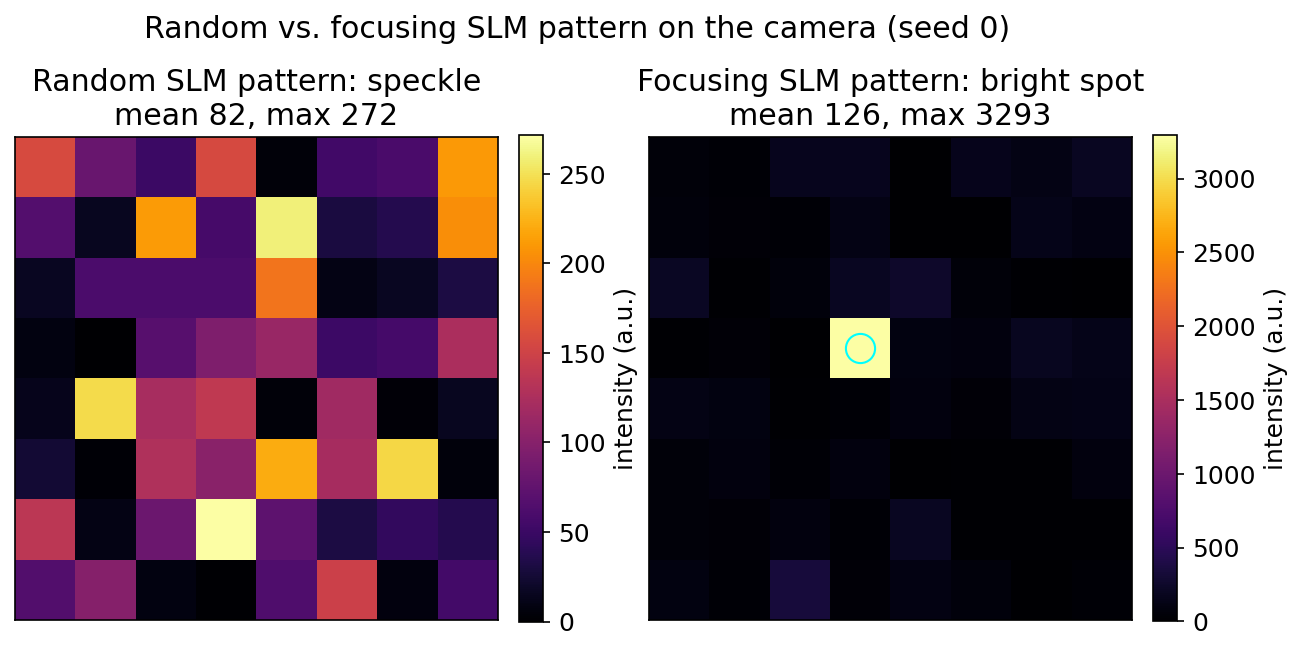 Random vs. focusing SLM pattern on the camera (seed 0)
Random SLM pattern: speckle
mean 82, max 272
250
200
150
100
50
0
intensity (a.u.)
Focusing SLM pattern: bright spot
mean 126, max 3293
3000
2500
2000
1500
1000
500
0
intensity (a.u.)